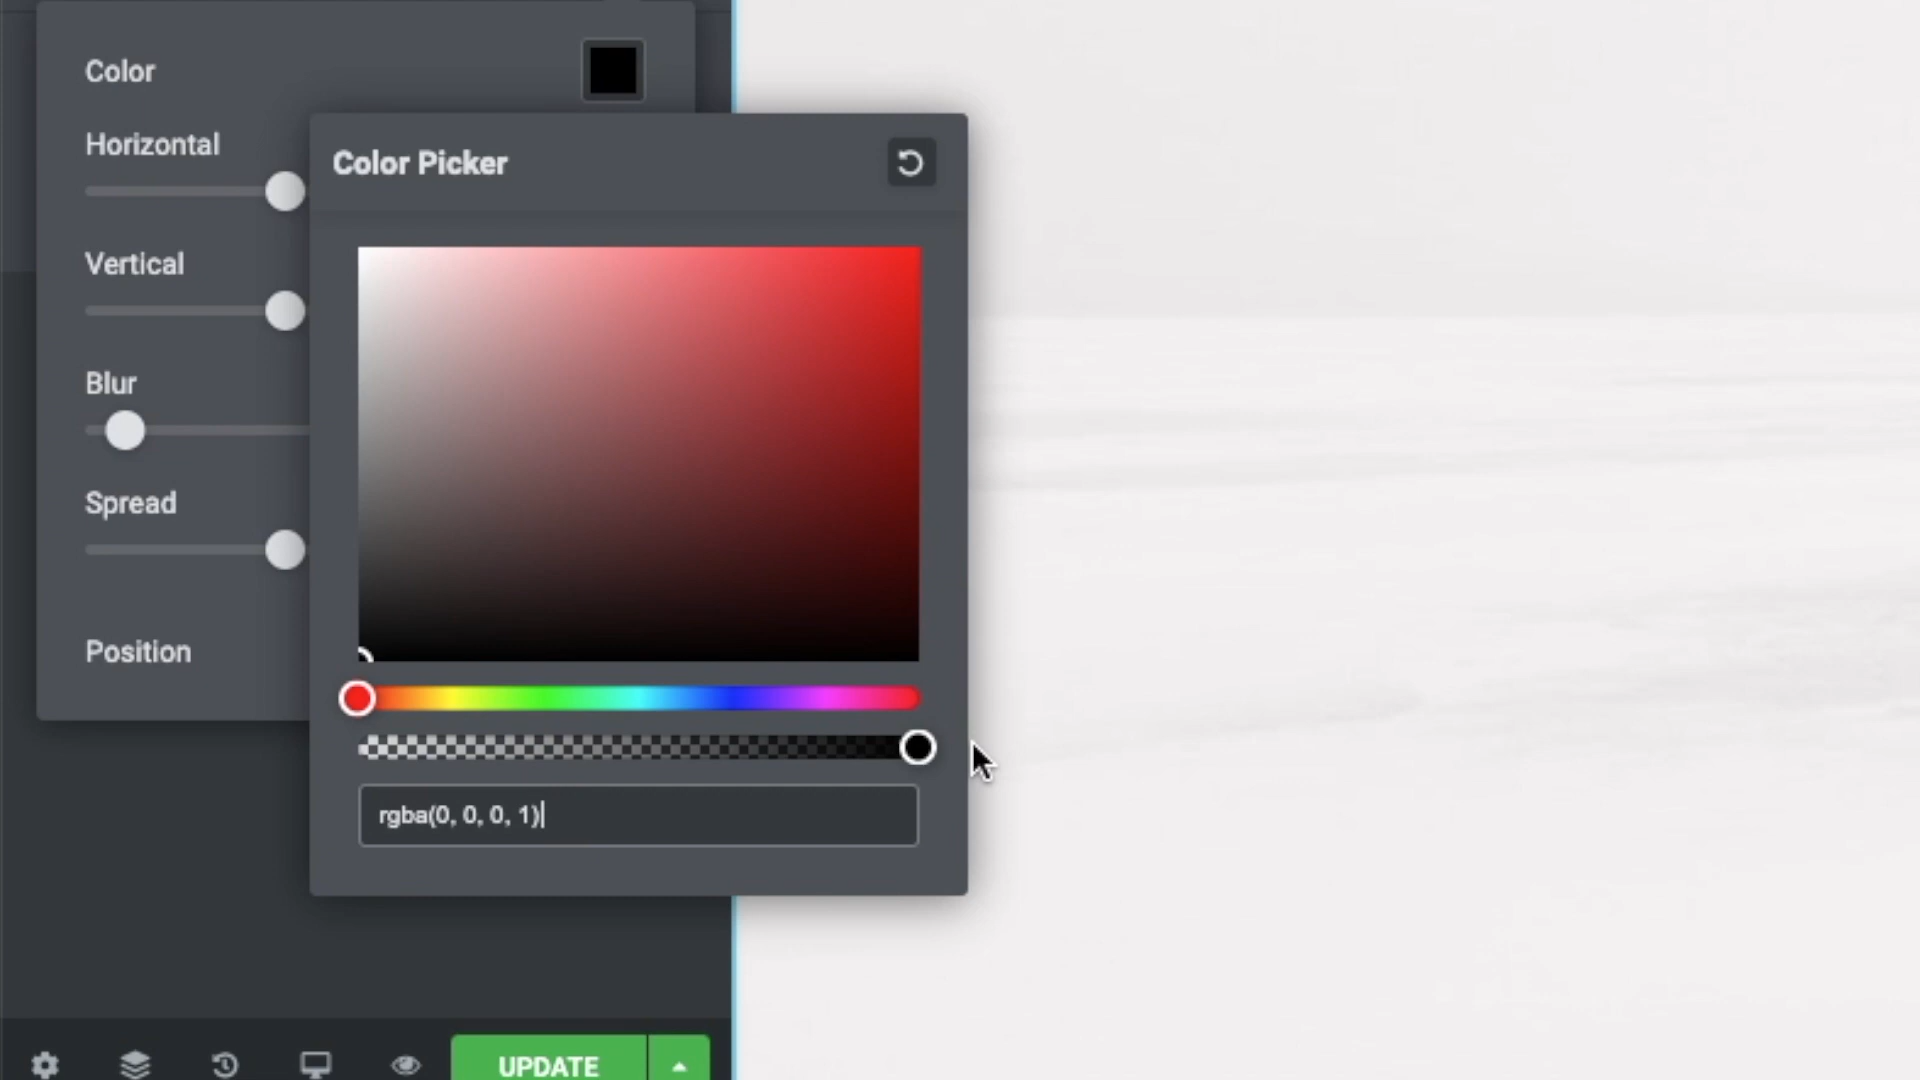 Color
Horizontal
Color Picker
Vertical
Blur
Spread
Position
rgba(0, 0, 0, 1)
UPDATE